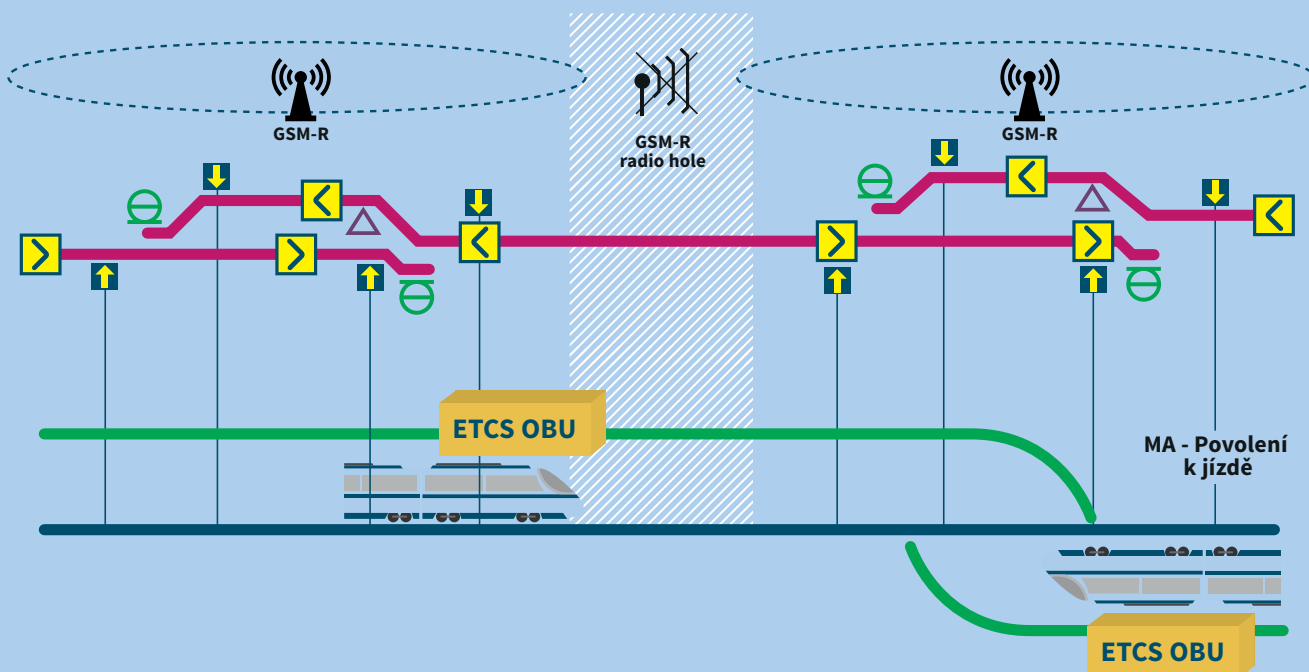 GSM-R
GSM-R
radio hole
GSM-R
ETCS OBU
MA - Povolení
k jízdě
ETCS OBU